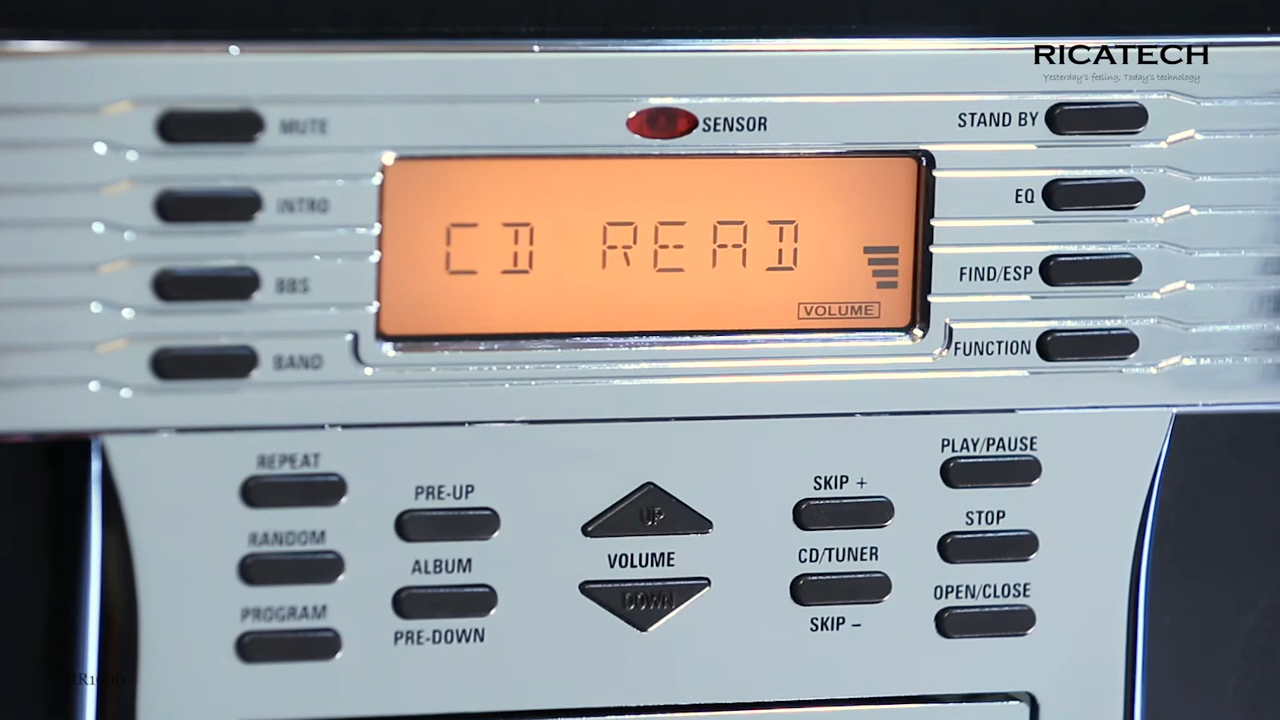 RICATECH
Yesterday's feeling, Today's technology
MUTE
SENSOR
STAND BY
INTRO
EQ
CD READ
BBS
FIND/ESP
VOLUME
BAND
FUNCTION
REPEAT
PRE-UP
SKIP +
PLAY/PAUSE
UP
RANDOM
ALBUM
VOLUME
CD/TUNER
STOP
PROGRAM
PRE-DOWN
DOWN
SKIP –
OPEN/CLOSE